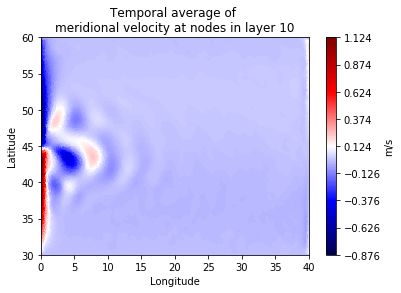 Temporal average of
meridional velocity at nodes in layer 10
60
55
50
45
40
35
30
Latitude
0 5 10 15 20 25 30 35 40
Longitude
1.124
0.874
0.624
0.374
0.124
−0.126
−0.376
−0.626
−0.876
m/s